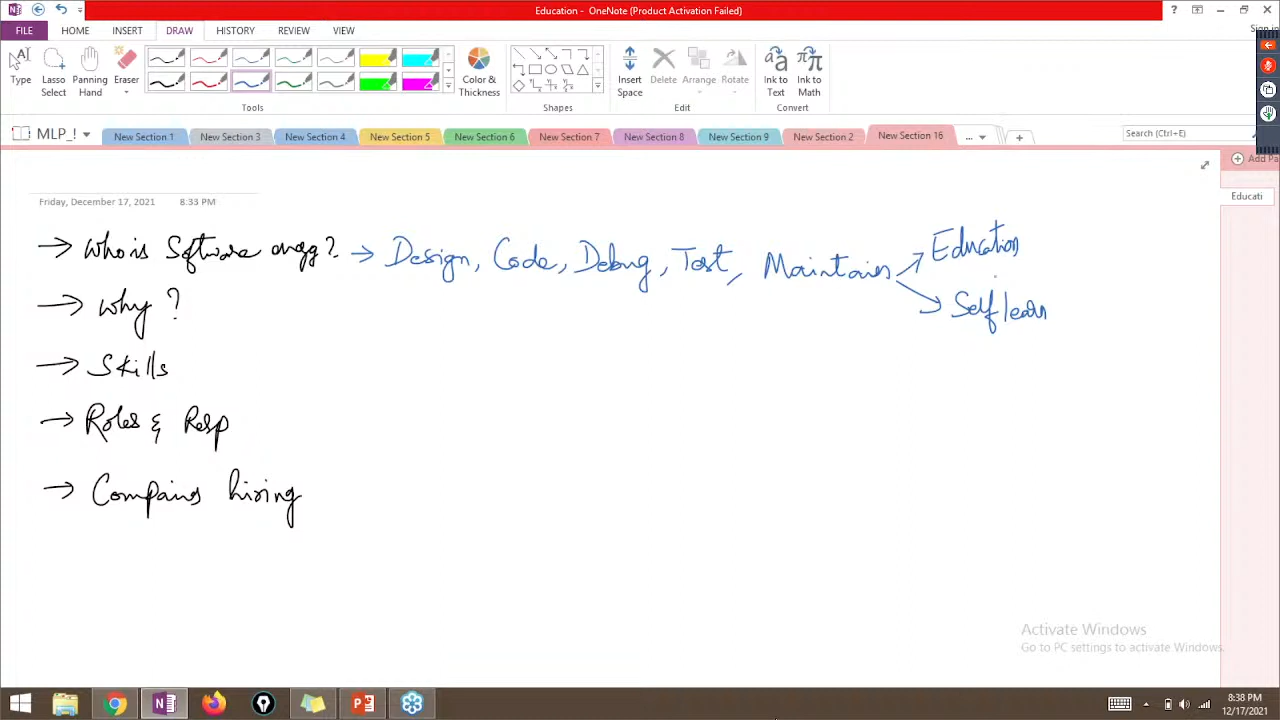 Education - OneNote (Product Activation Failed)
FILE HOME INSERT DRAW HISTORY REVIEW VIEW
Sign in
Type Lasso Select Panning Hand Eraser Color & Thickness Insert Space Delete Arrange Rotate Ink to Text Ink to Math
Tools Shapes Edit Convert
MLP_! New Section 1 New Section 3 New Section 4 New Section 5 New Section 6 New Section 7 New Section 8 New Section 9 New Section 2 New Section 16 ... Search (Ctrl+E)
Add Pa
Educati
Friday, December 17, 2021 8:33 PM
→ Who is Software engg? → Design, Code, Debug, Test, Maintain → Education
→ Self learn
→ Why ?
→ Skills
→ Roles & Resp
→ Companies hiring
Activate Windows
Go to PC settings to activate Windows.
8:38 PM
12/17/2021